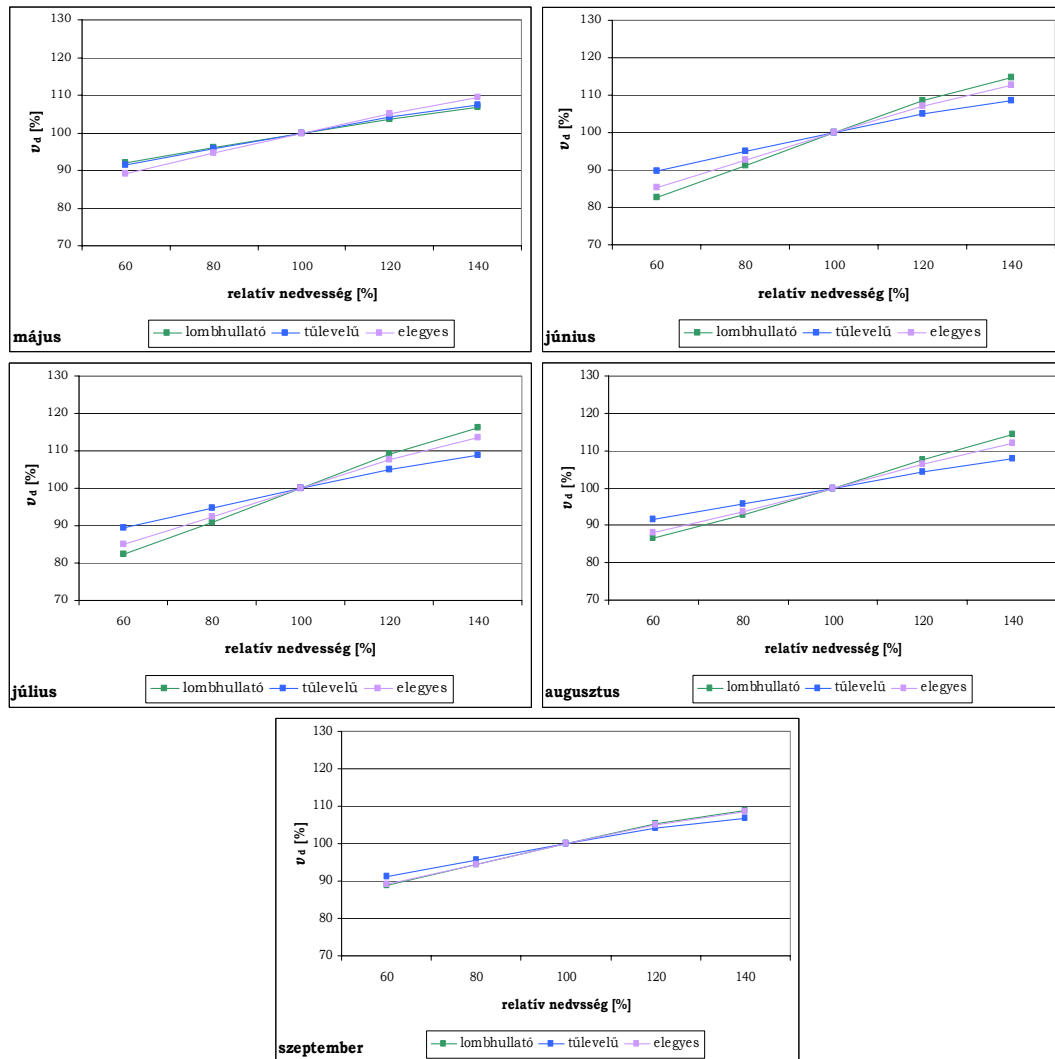 130
120
110
100
90
80
70
v d [%]
60 80 100 120 140
relatív nedvesség [%]
május
lombhullató tűlevelű elegyes
130
120
110
100
90
80
70
v d [%]
60 80 100 120 140
relatív nedvesség [%]
június
lombhullató tűlevelű elegyes
130
120
110
100
90
80
70
v d [%]
60 80 100 120 140
relatív nedvesség [%]
július
lombhullató tűlevelű elegyes
130
120
110
100
90
80
70
v d [%]
60 80 100 120 140
relatív nedvesség [%]
augusztus
lombhullató tűlevelű elegyes
130
120
110
100
90
80
70
v d [%]
60 80 100 120 140
relatív nedvsség [%]
szeptember
lombhullató tűlevelű elegyes